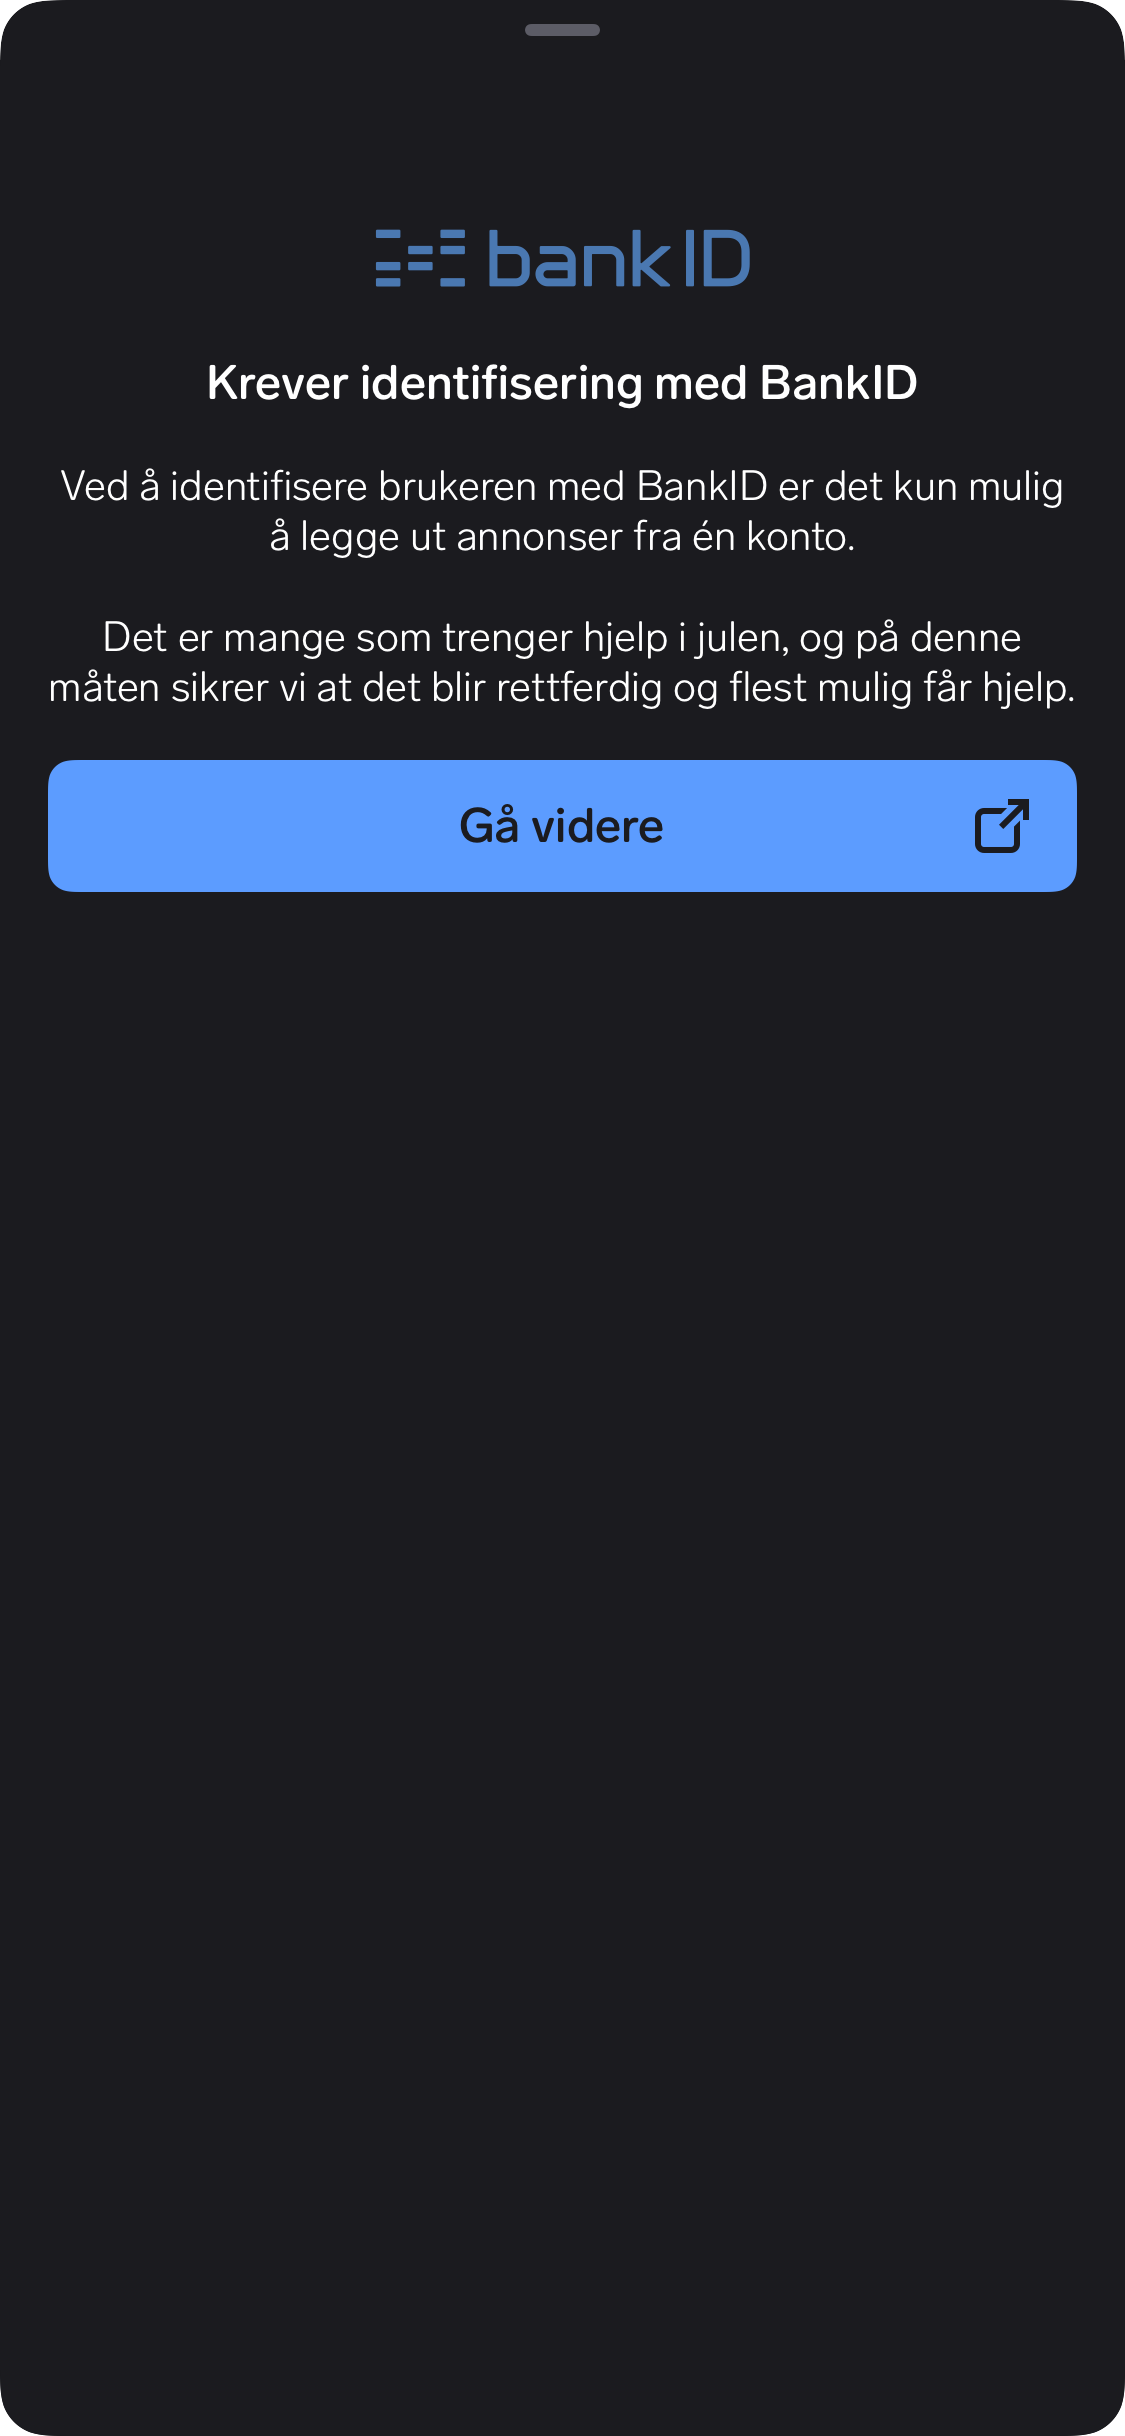 bankID
Krever identifisering med BankID
Ved å identifisere brukeren med BankID er det kun mulig
å legge ut annonser fra én konto.
Det er mange som trenger hjelp i julen, og på denne
måten sikrer vi at det blir rettferdig og flest mulig får hjelp.
Gå videre